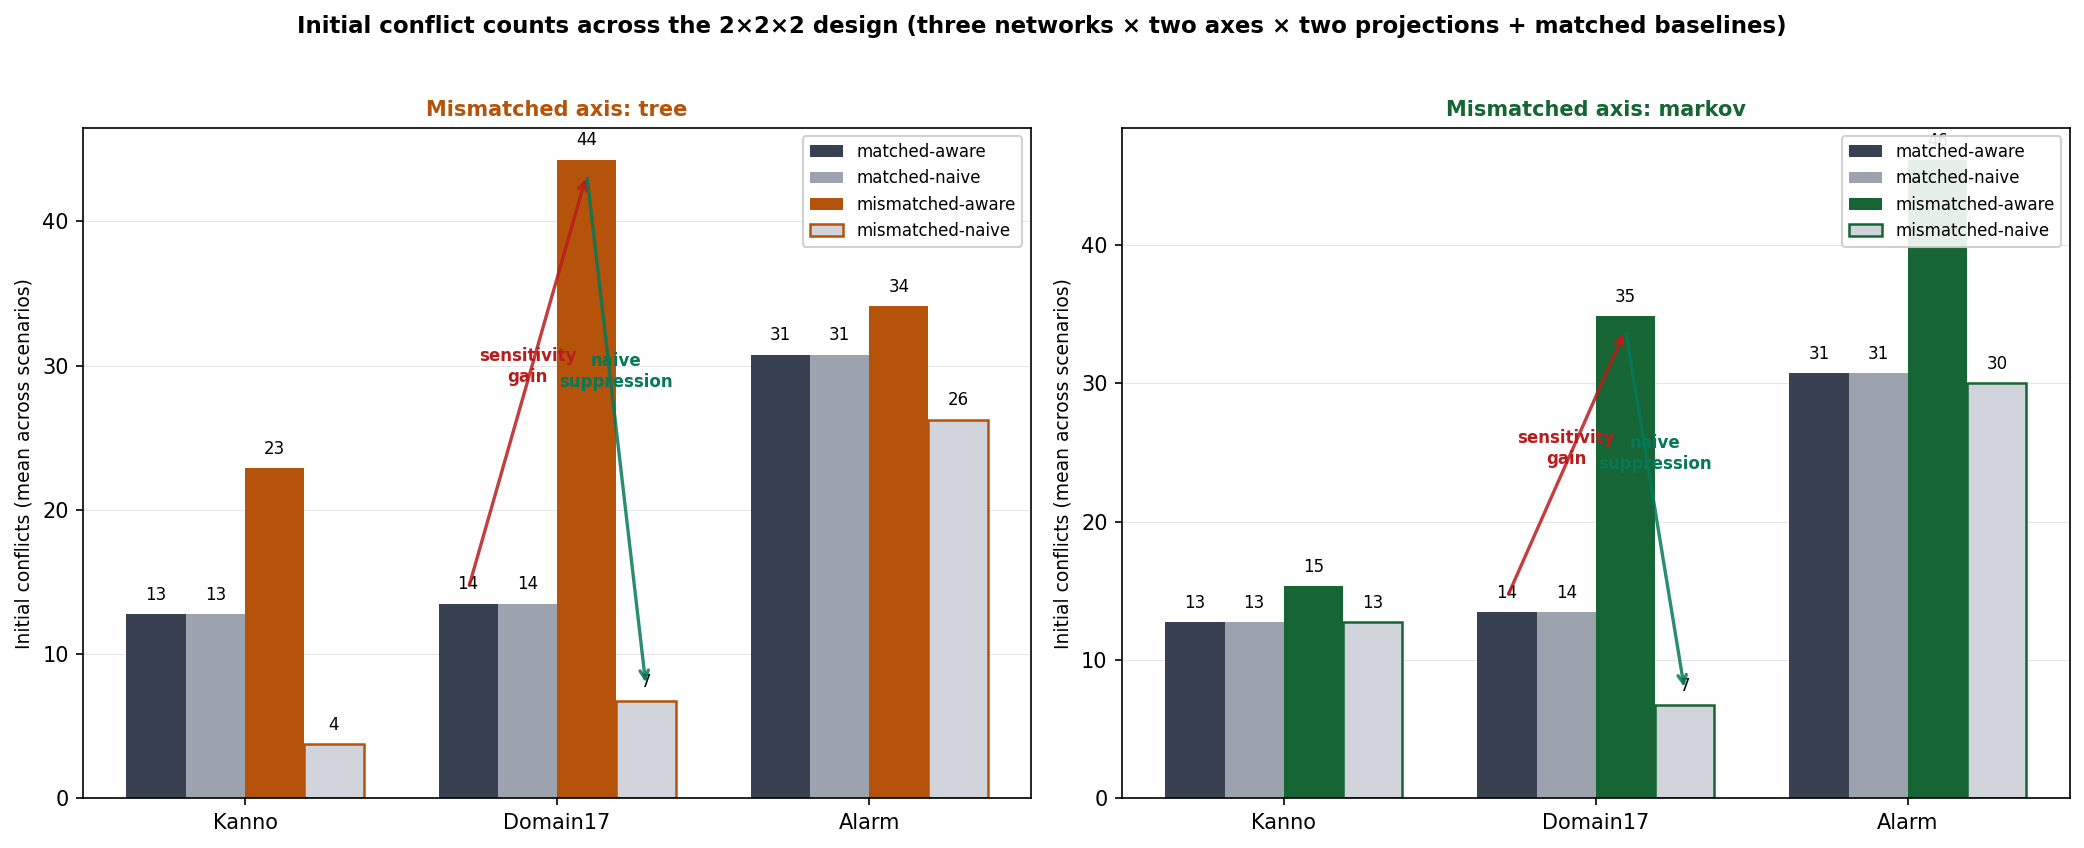 Initial conflict counts across the 2×2×2 design (three networks × two axes × two projections + matched baselines)
Mismatched axis: tree
Initial conflicts (mean across scenarios)
40
30
20
10
0
matched-aware
matched-naive
mismatched-aware
mismatched-naive
13
13
23
4
14
14
44
7
31
31
34
26
sensitivity
gain
naive
suppression
Kanno
Domain17
Alarm
Mismatched axis: markov
Initial conflicts (mean across scenarios)
40
30
20
10
0
matched-aware
matched-naive
mismatched-aware
mismatched-naive
13
13
15
13
14
14
35
7
31
31
46
30
sensitivity
gain
naive
suppression
Kanno
Domain17
Alarm